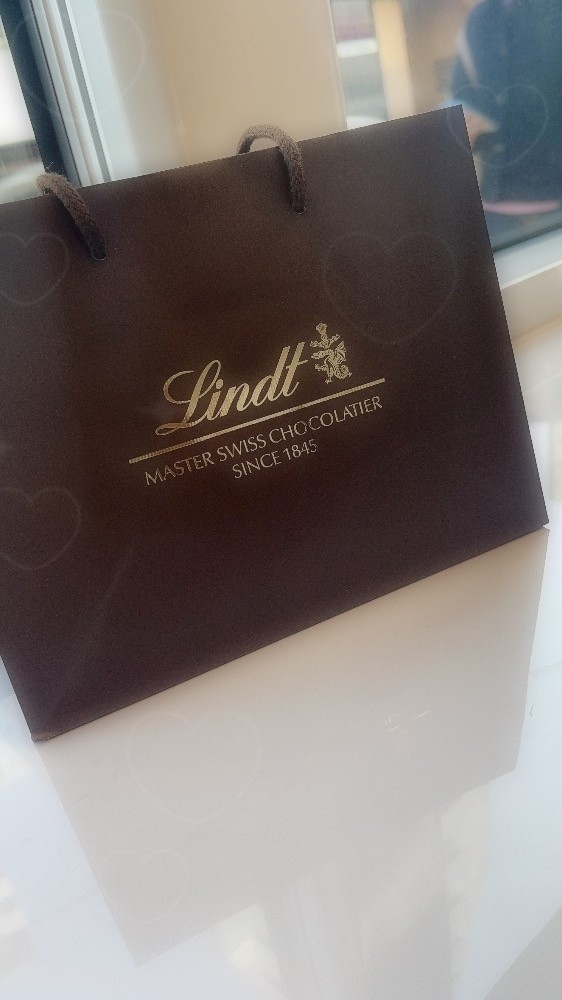 Lindt
MASTER SWISS CHOCOLATIER
SINCE 1845